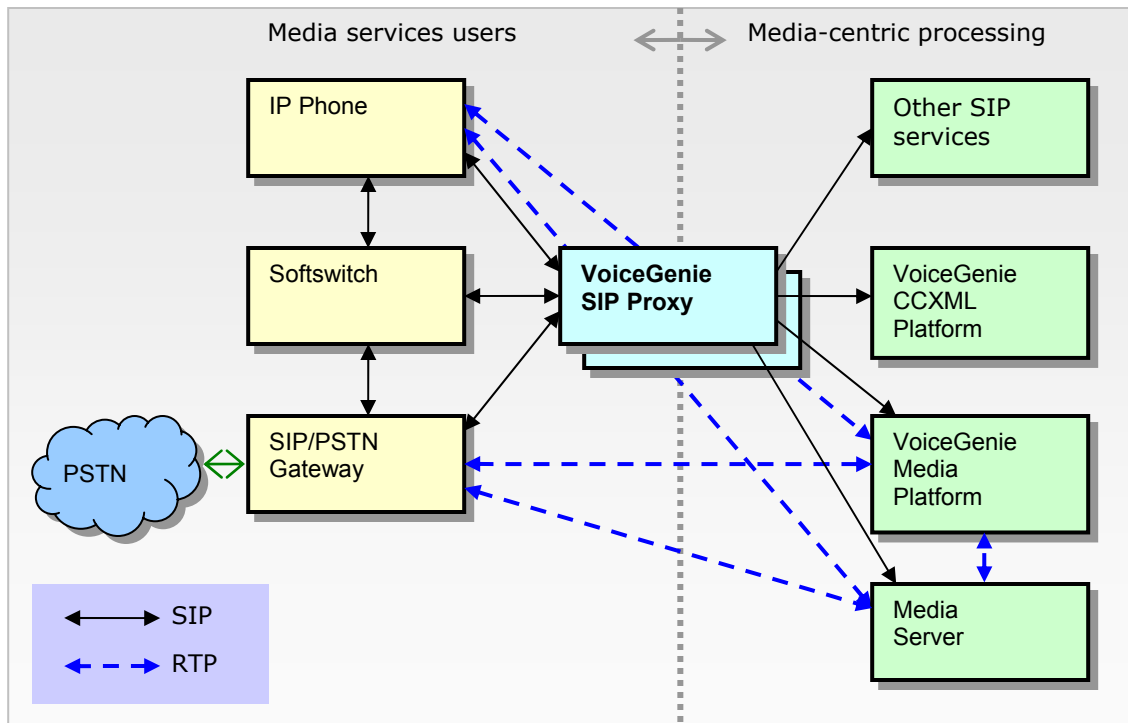 Media services users
Media-centric processing
IP Phone
Other SIP
services
Softswitch
VoiceGenie
SIP Proxy
VoiceGenie
CCXML
Platform
PSTN
SIP/PSTN
Gateway
VoiceGenie
Media
Platform
Media
Server
SIP
RTP